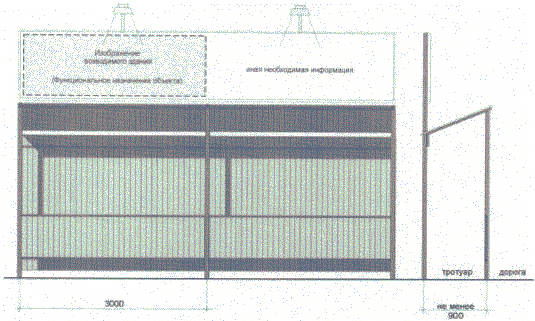 Изображение
возводимого здания
(Функциональное назначение объекта)
иная необходимая информация
тротуар
дорога
3000
не менее
900